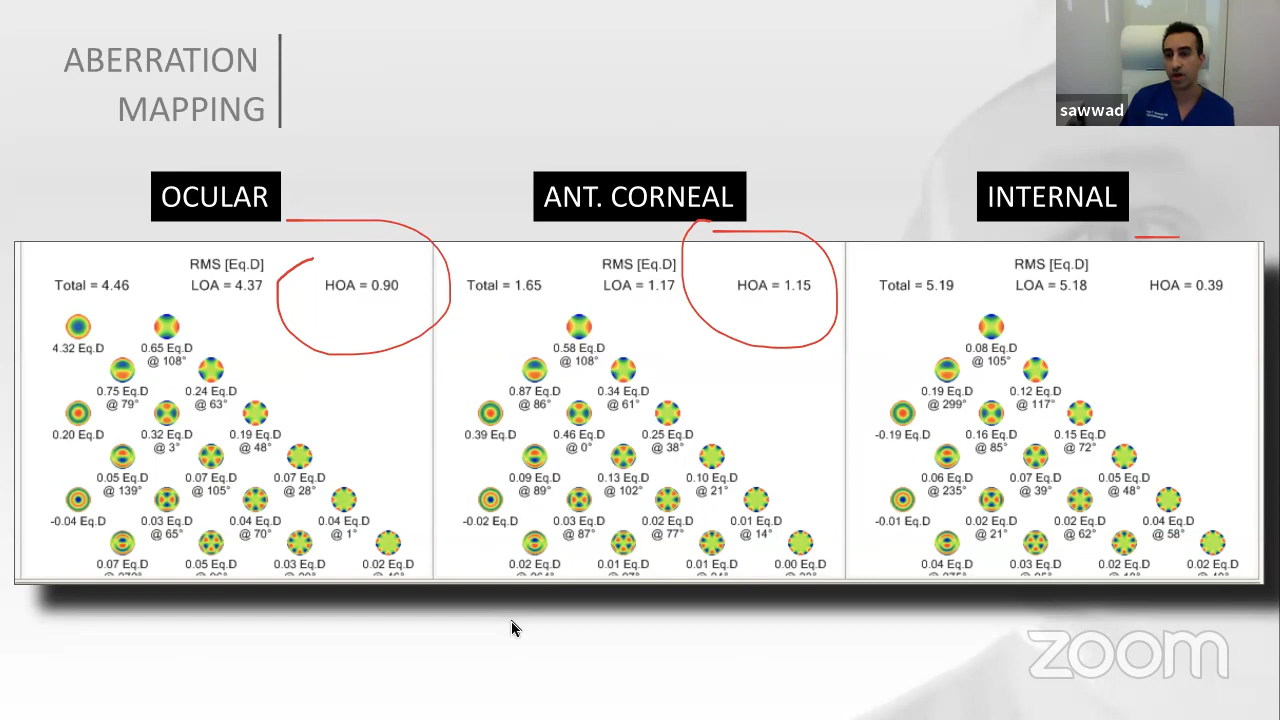 ABERRATION
MAPPING
sawwad
OCULAR
ANT. CORNEAL
INTERNAL
RMS [Eq.D]
Total = 4.46 LOA = 4.37 HOA = 0.90
4.32 Eq.D 0.65 Eq.D
@ 108°
0.75 Eq.D 0.24 Eq.D
@ 79° @ 63°
0.20 Eq.D 0.32 Eq.D 0.19 Eq.D
@ 3° @ 48°
0.05 Eq.D 0.07 Eq.D 0.07 Eq.D
@ 139° @ 105° @ 28°
-0.04 Eq.D 0.03 Eq.D 0.04 Eq.D 0.04 Eq.D
@ 65° @ 70° @ 1°
0.07 Eq.D 0.05 Eq.D 0.03 Eq.D 0.02 Eq.D
RMS [Eq.D]
Total = 1.65 LOA = 1.17 HOA = 1.15
0.58 Eq.D
@ 108°
0.87 Eq.D 0.34 Eq.D
@ 86° @ 61°
0.39 Eq.D 0.46 Eq.D 0.25 Eq.D
@ 0° @ 38°
0.09 Eq.D 0.13 Eq.D 0.10 Eq.D
@ 89° @ 102° @ 21°
-0.02 Eq.D 0.03 Eq.D 0.02 Eq.D 0.01 Eq.D
@ 87° @ 77° @ 14°
0.02 Eq.D 0.01 Eq.D 0.01 Eq.D 0.00 Eq.D
RMS [Eq.D]
Total = 5.19 LOA = 5.18 HOA = 0.39
0.08 Eq.D
@ 105°
0.19 Eq.D 0.12 Eq.D
@ 299° @ 117°
-0.19 Eq.D 0.16 Eq.D 0.15 Eq.D
@ 85° @ 72°
0.06 Eq.D 0.07 Eq.D 0.05 Eq.D
@ 235° @ 39° @ 48°
-0.01 Eq.D 0.02 Eq.D 0.02 Eq.D 0.04 Eq.D
@ 21° @ 62° @ 58°
0.04 Eq.D 0.03 Eq.D 0.02 Eq.D 0.02 Eq.D
zoom